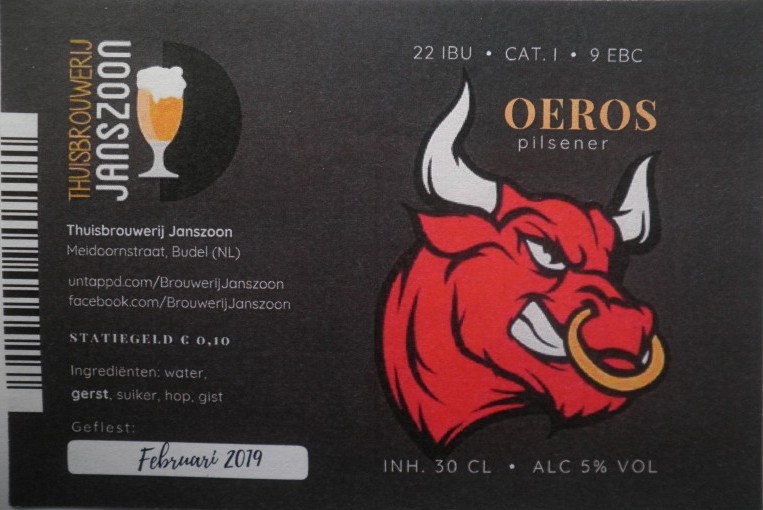 THUISBROUWERIJ
JANSZOON
Thuisbrouwerij Janszoon
Meidoornstraat, Budel (NL)
untappd.com/BrouwerijJanszoon
facebook.com/BrouwerijJanszoon
STATIEGELD € 0,10
Ingrediënten: water,
gerst, suiker, hop, gist
Geflest:
Februari 2019
22 IBU • CAT. I • 9 EBC
OEROS
pilsener
INH. 30 CL • ALC 5% VOL